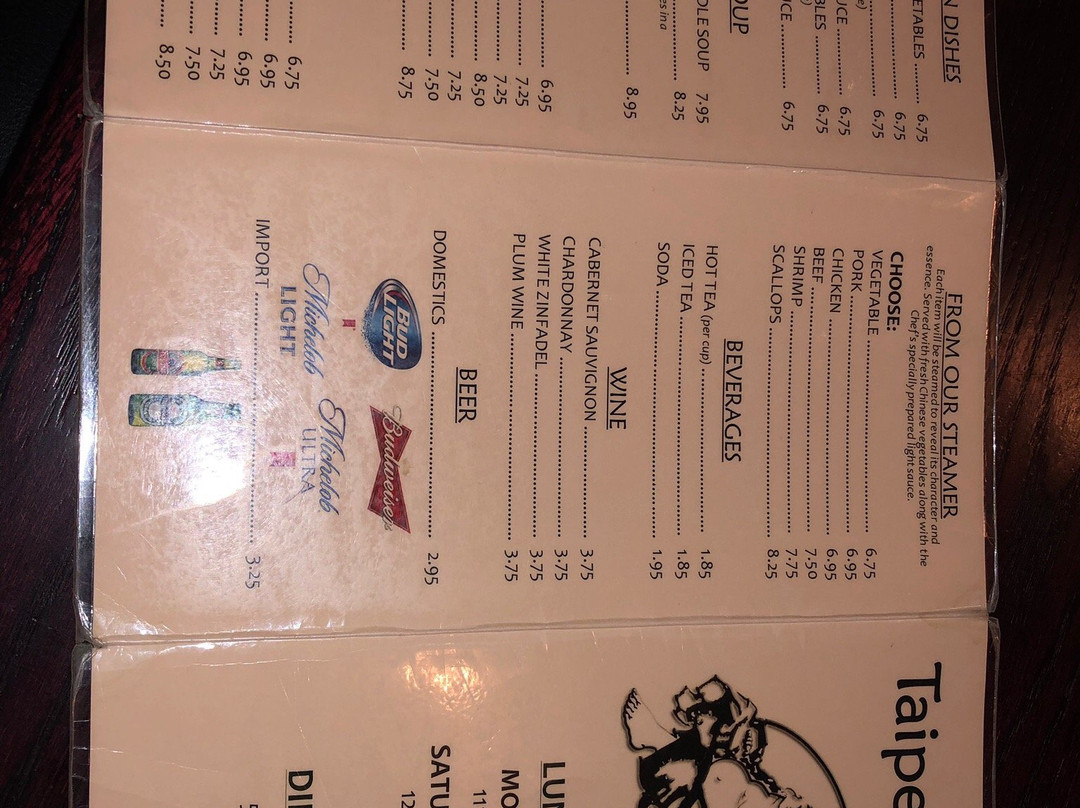 N DISHES
ETABLES ........ 6.75
........ 6.75
e) ........ 6.75
UCE ........ 6.75
BLES ........ 6.75
UCE ........ 6.75
OUP
DLE SOUP 7.95
........ 8.25
es in a
........ 8.95
........ 6.95
........ 7.25
........ 7.25
........ 8.50
........ 7.25
........ 7.50
........ 8.75
........ 6.75
........ 6.95
........ 6.95
........ 7.25
........ 7.50
........ 8.50
FROM OUR STEAMER
Each item will be steamed to reveal its character and
essence. Served with fresh Chinese vegetables along with the
Chef's specially prepared light sauce.
CHOOSE:
VEGETABLE ........ 6.75
PORK ........ 6.95
CHICKEN ........ 6.95
BEEF ........ 7.50
SHRIMP ........ 7.75
SCALLOPS ........ 8.25
BEVERAGES
HOT TEA (per cup) ........ 1.85
ICED TEA ........ 1.85
SODA ........ 1.95
WINE
CABERNET SAUVIGNON ........ 3.75
CHARDONNAY ........ 3.75
WHITE ZINFADEL ........ 3.75
PLUM WINE ........ 3.75
BEER
DOMESTICS ........ 2.95
BUD LIGHT
Budweiser
Michelob
LIGHT
Michelob
ULTRA
IMPORT ........ 3.25
Taipe
LU
MO
11
SATU
12
DI